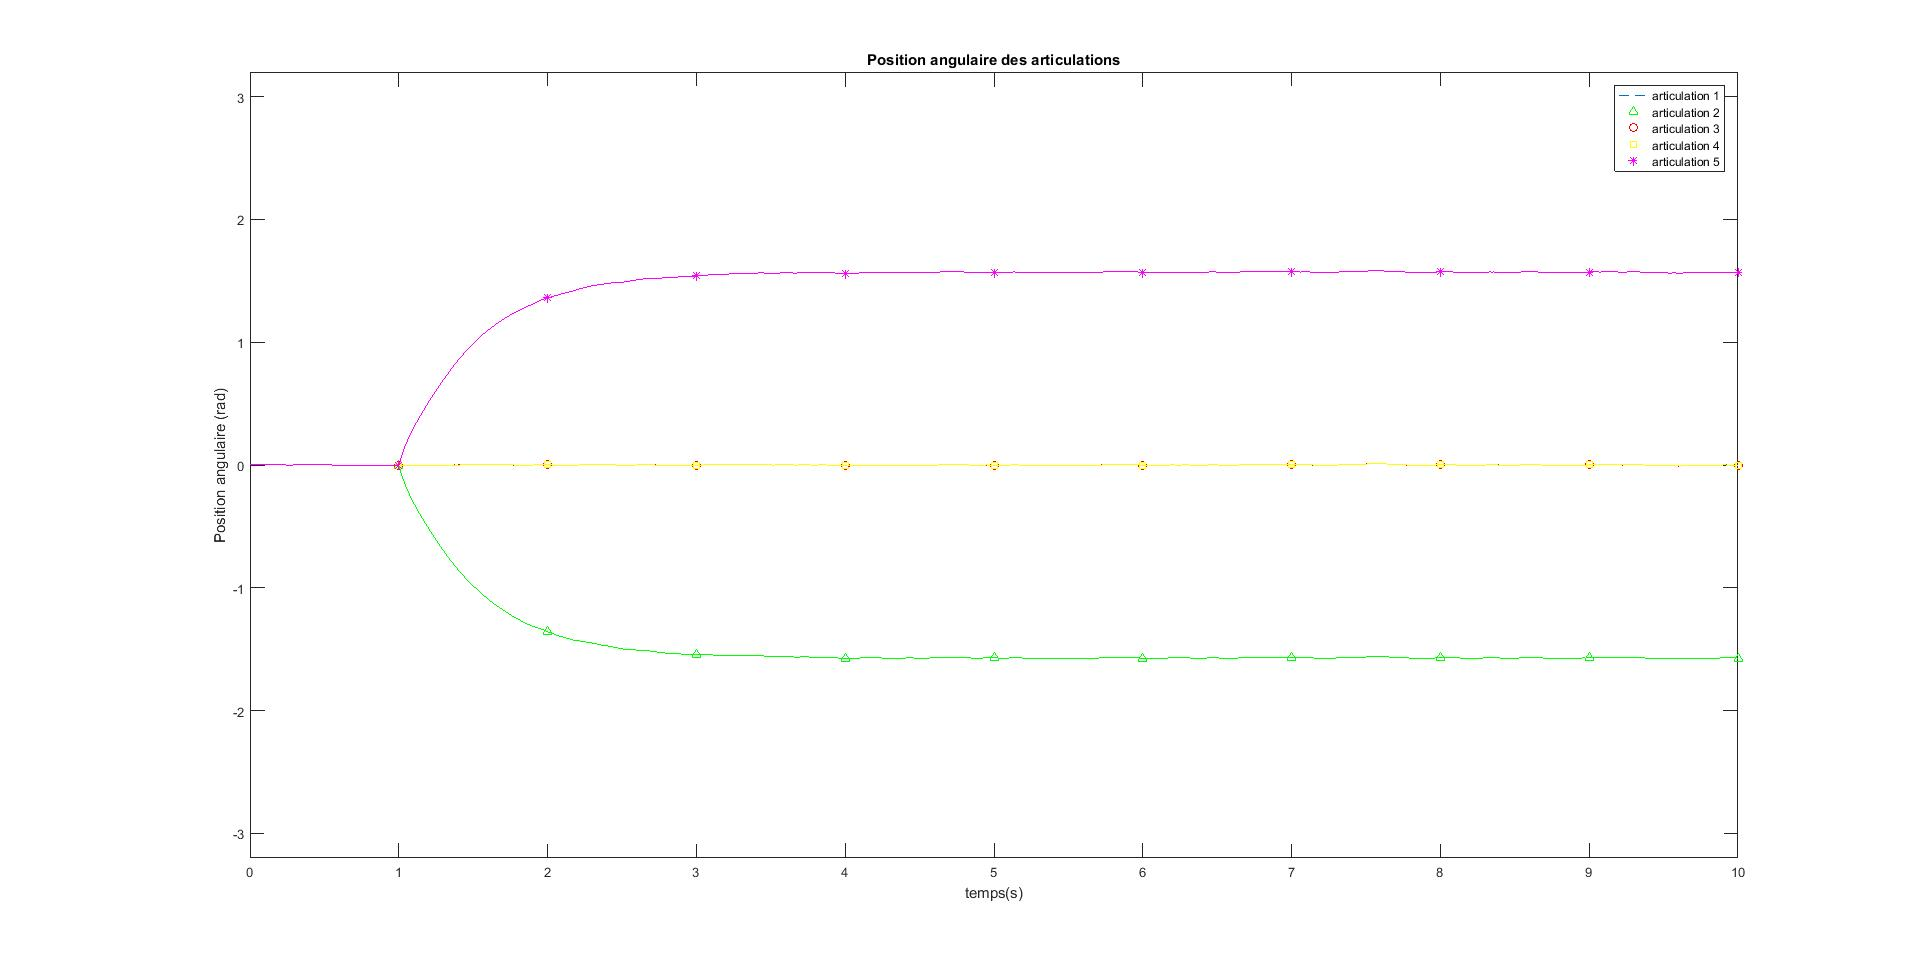 Position angulaire des articulations
articulation 1
articulation 2
articulation 3
articulation 4
articulation 5
3
2
1
0
-1
-2
-3
Position angulaire (rad)
0 1 2 3 4 5 6 7 8 9 10
temps(s)